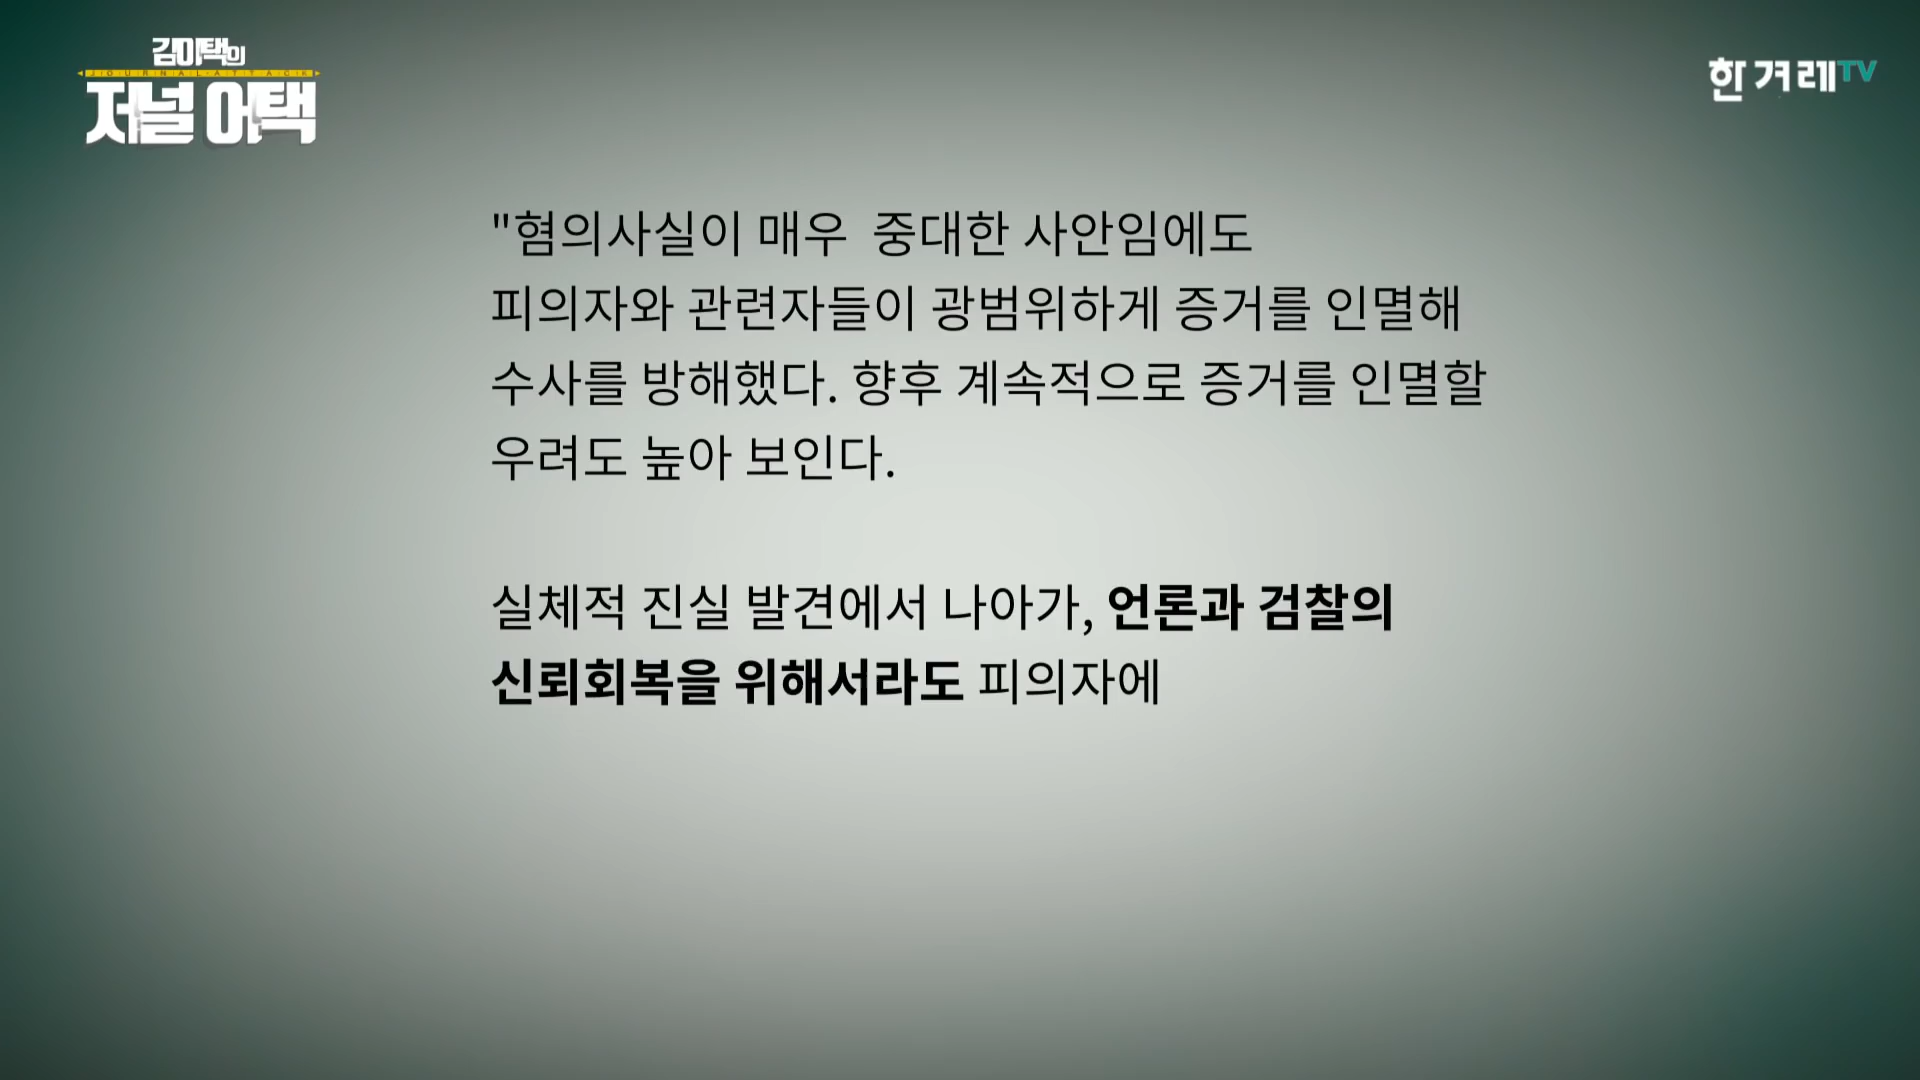 김이택의
JOURNAL ATTACK
저널어택
한겨레TV
"혐의사실이 매우 중대한 사안임에도
피의자와 관련자들이 광범위하게 증거를 인멸해
수사를 방해했다. 향후 계속적으로 증거를 인멸할
우려도 높아 보인다.
실체적 진실 발견에서 나아가, 언론과 검찰의
신뢰회복을 위해서라도 피의자에